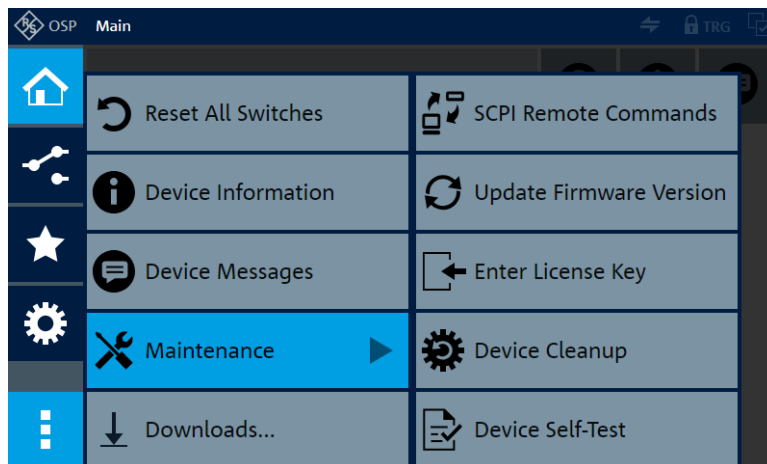 R&S OSP Main TRG
Reset All Switches
SCPI Remote Commands
Device Information
Update Firmware Version
Device Messages
Enter License Key
Maintenance
Device Cleanup
Downloads...
Device Self-Test